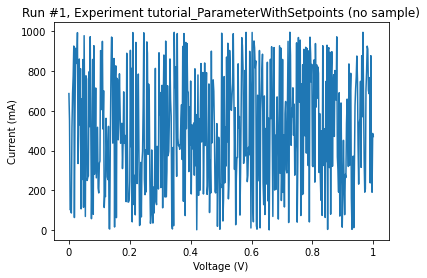 Run #1, Experiment tutorial_ParameterWithSetpoints (no sample)
1000
800
600
400
200
0
Current (mA)
0 0.2 0.4 0.6 0.8 1
Voltage (V)